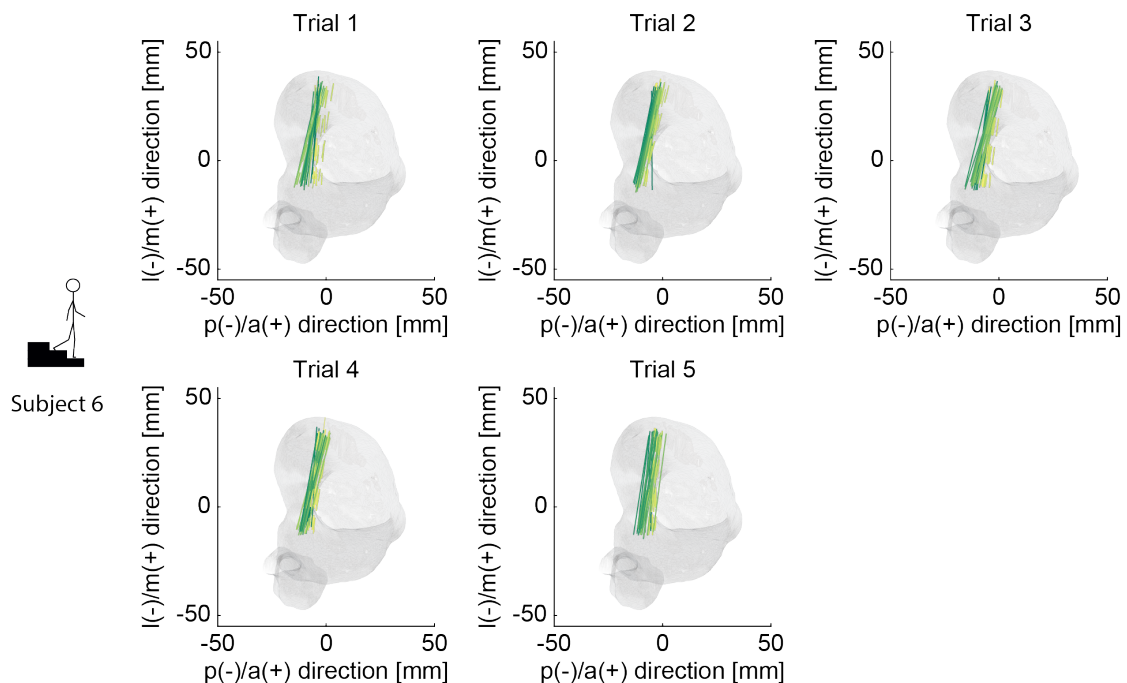 Trial 1
Trial 2
Trial 3
l(-)/m(+) direction [mm]
50
0
-50
l(-)/m(+) direction [mm]
50
0
-50
l(-)/m(+) direction [mm]
50
0
-50
-50
0
50
-50
0
50
-50
0
50
p(-)/a(+) direction [mm]
p(-)/a(+) direction [mm]
p(-)/a(+) direction [mm]
Subject 6
Trial 4
Trial 5
l(-)/m(+) direction [mm]
50
0
-50
l(-)/m(+) direction [mm]
50
0
-50
-50
0
50
-50
0
50
p(-)/a(+) direction [mm]
p(-)/a(+) direction [mm]